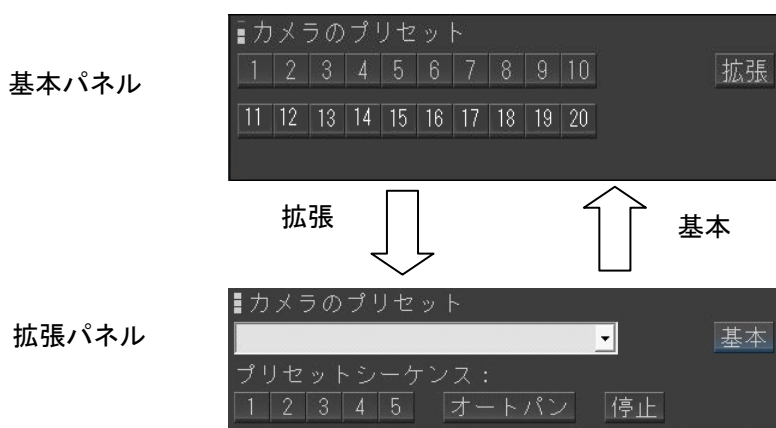 カメラのプリセット
基本パネル
1 2 3 4 5 6 7 8 9 10 拡張
11 12 13 14 15 16 17 18 19 20
拡張
基本
拡張パネル
カメラのプリセット
基本
プリセットシーケンス：
1 2 3 4 5 オートパン 停止